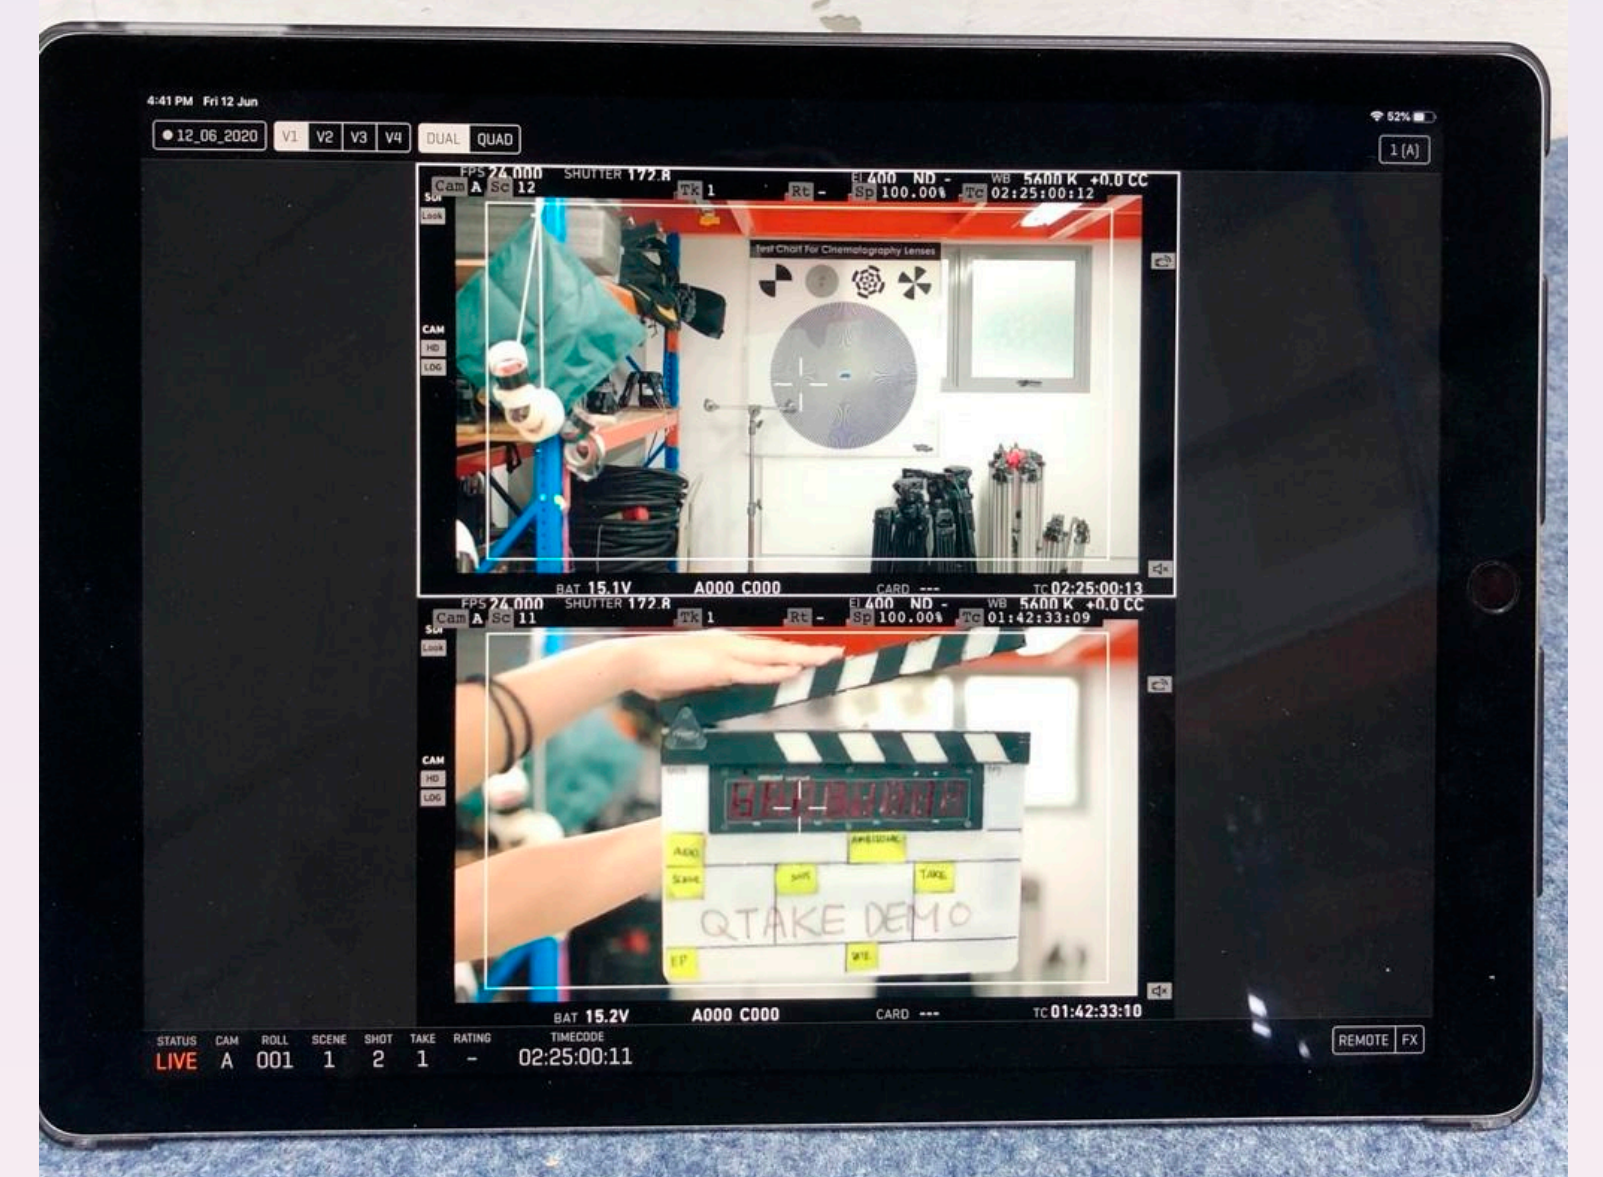 4:41 PM Fri 12 Jun
52%
12_06_2020 V1 V2 V3 V4 DUAL QUAD
1 (A)
FPS 24.000 SHUTTER 172.8 EI 400 ND - WB 5600 K +0.0 CC
Cam A Sc 12 Tk 1 Rt - Sp 100.00% Tc 02:25:00:12
SDI
Look
Test Chart For Cinematography Lenses
CAM
HD
LOG
BAT 15.1V A000 C000 CARD --- TC 02:25:00:13
FPS 24.000 SHUTTER 172.8 EI 400 ND - WB 5600 K +0.0 CC
Cam A Sc 11 Tk 1 Rt - Sp 100.00% Tc 01:42:33:09
SDI
Look
CAM
HD
LOG
SCENE TAKE
QTAKE DEMO
EP
BAT 15.2V A000 C000 CARD --- TC 01:42:33:10
STATUS CAM ROLL SCENE SHOT TAKE RATING TIMECODE
LIVE A 001 1 2 1 - 02:25:00:11
REMOTE FX